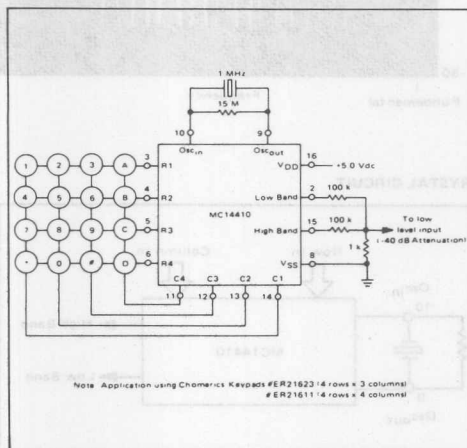 1 MHz
15 M
10
9
Osc in
Osc out
1
2
3
A
3
R1
VDD
16
+5.0 Vdc
4
5
6
B
4
R2
Low Band
2
100 k
MC14410
7
8
9
C
5
R3
High Band
15
100 k
To low
level input
(-40 dB Attenuation)
1 k
*
0
#
D
6
R4
VSS
8
C4
C3
C2
C1
11
12
13
14
Note Application using Chomerics Keypads #ER21623 (4 rows x 3 columns)
#ER21611 (4 rows x 4 columns)